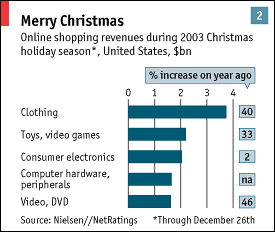 Merry Christmas
2
Online shopping revenues during 2003 Christmas
holiday season*, United States, $bn
% increase on year ago
0 1 2 3 4
Clothing 40
Toys, video games 33
Consumer electronics 2
Computer hardware,
peripherals na
Video, DVD 46
Source: Nielsen//NetRatings *Through December 26th